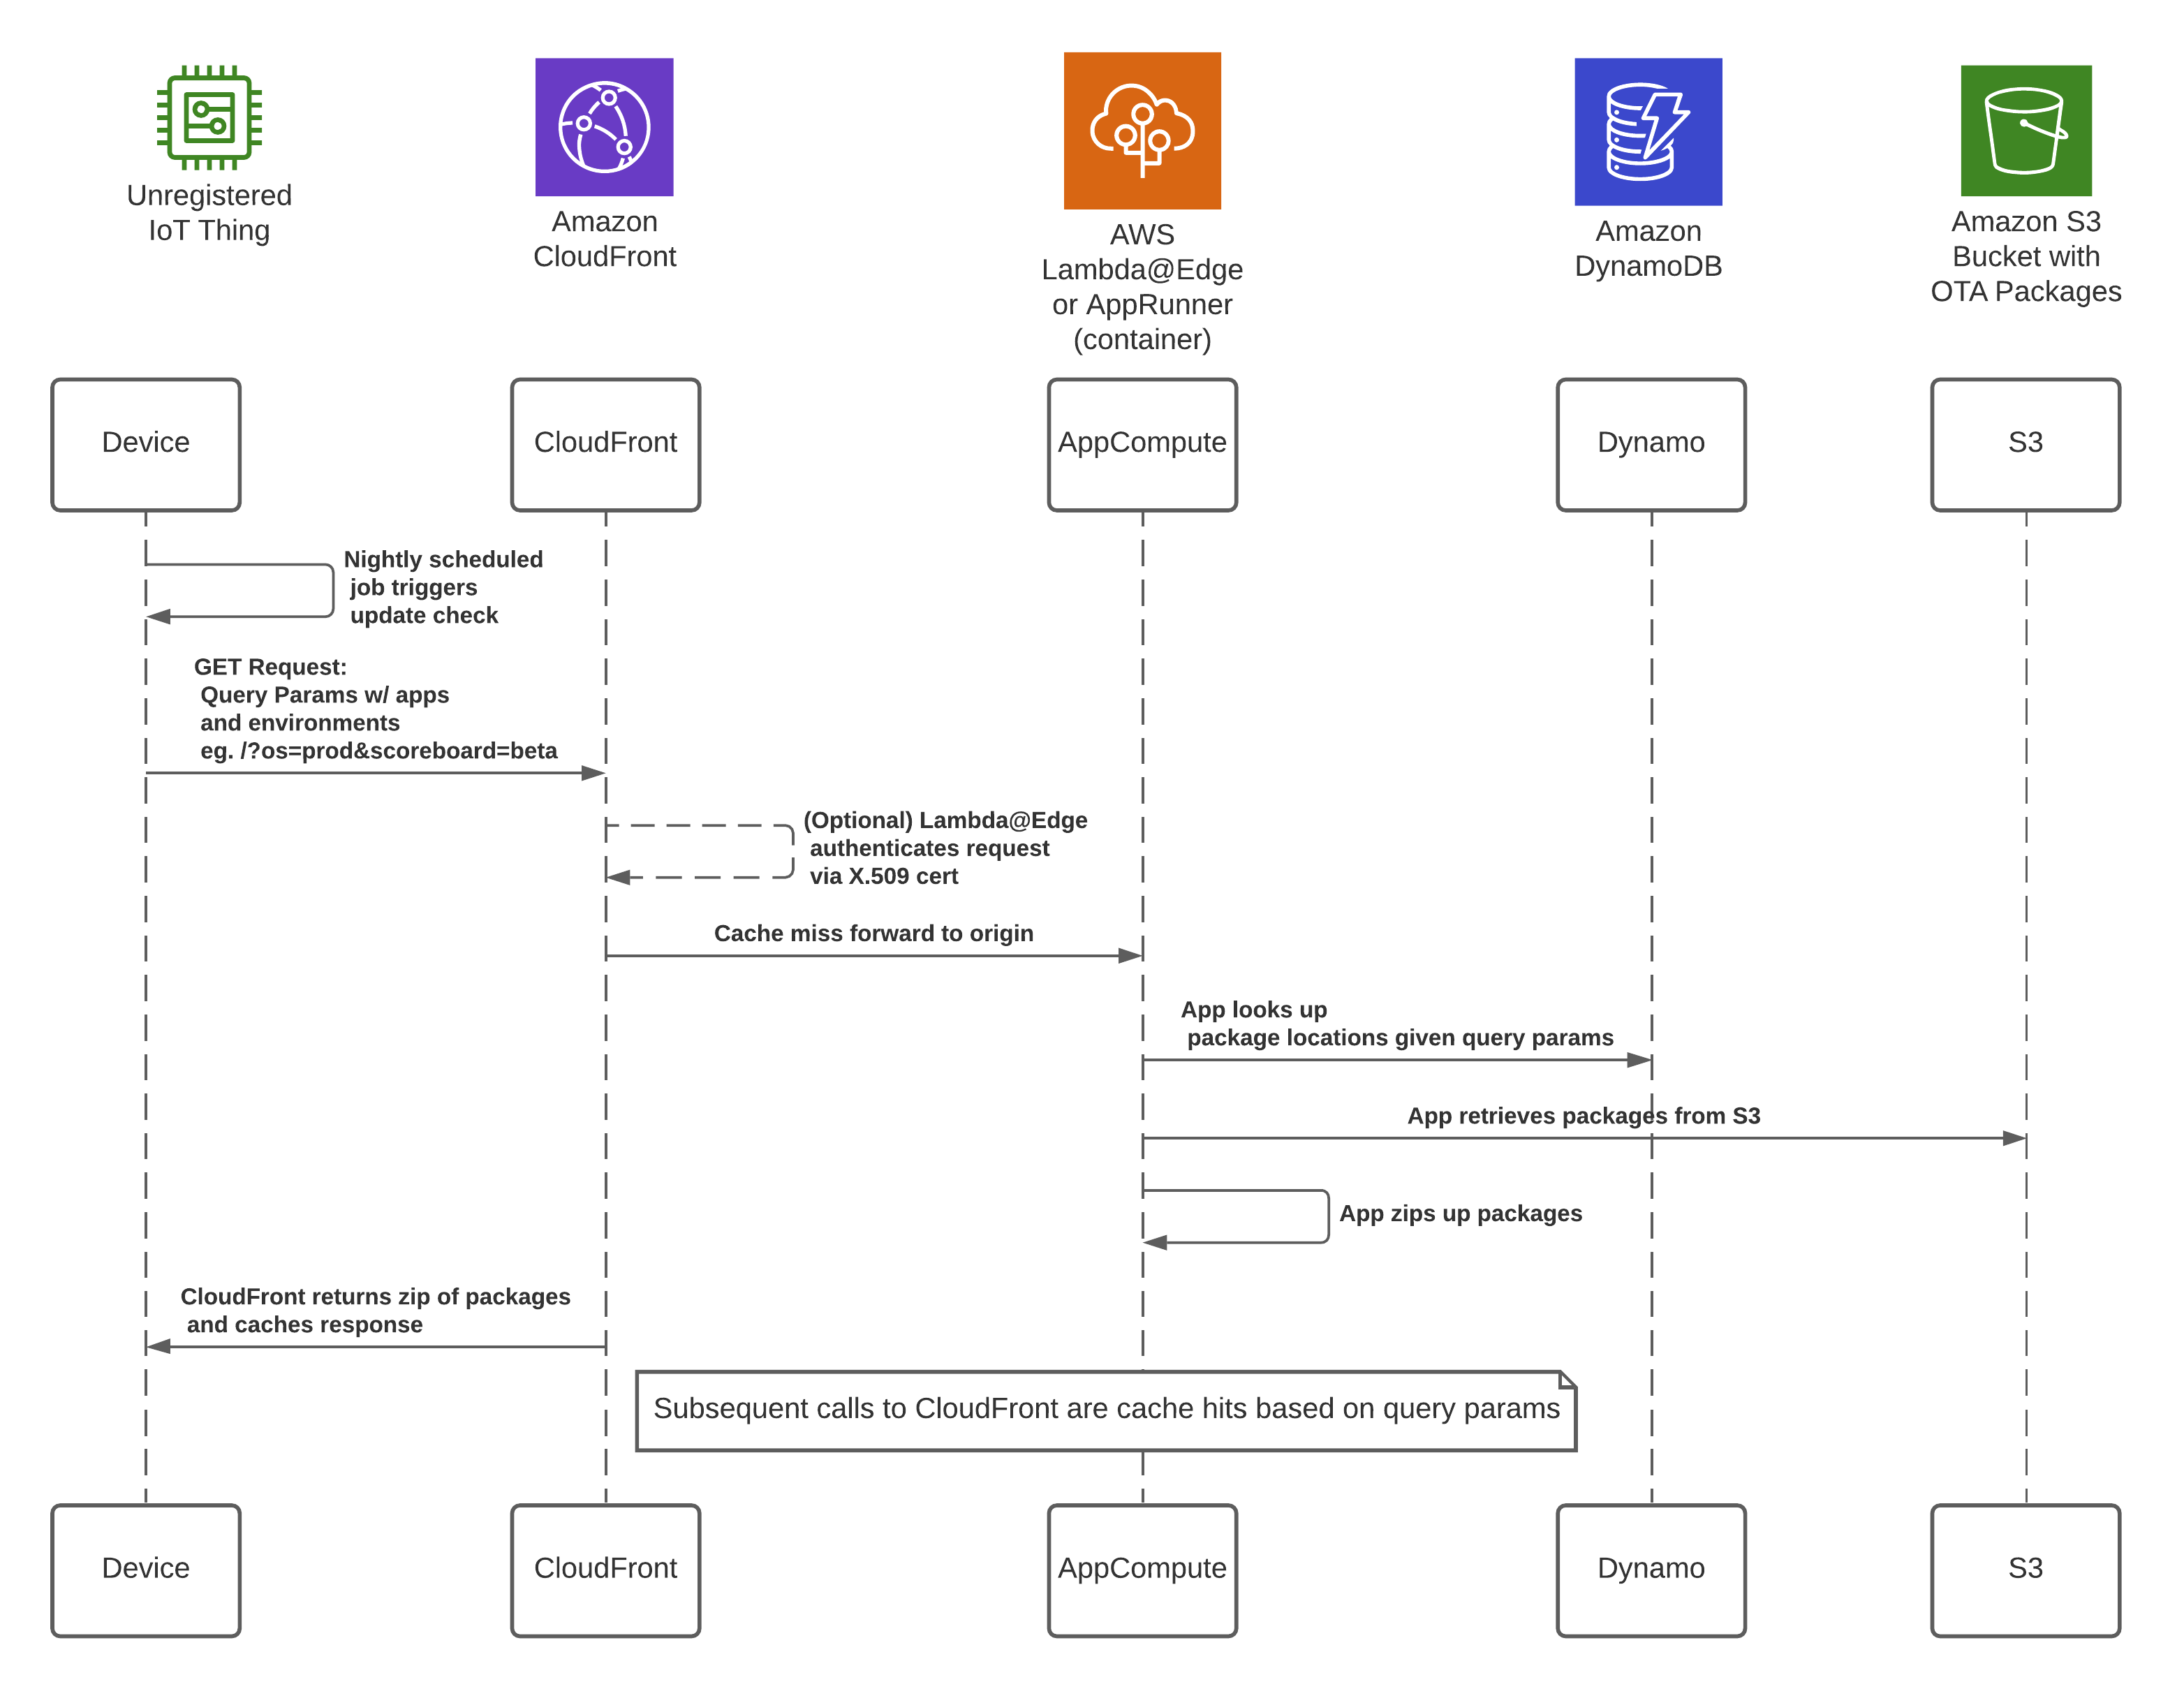 Unregistered
IoT Thing
Amazon
CloudFront
AWS
Lambda@Edge
or AppRunner
(container)
Amazon
DynamoDB
Amazon S3
Bucket with
OTA Packages
Device
CloudFront
AppCompute
Dynamo
S3
Nightly scheduled
job triggers
update check
GET Request:
Query Params w/ apps
and environments
eg. /?os=prod&scoreboard=beta
(Optional) Lambda@Edge
authenticates request
via X.509 cert
Cache miss forward to origin
App looks up
package locations given query params
App retrieves packages from S3
App zips up packages
CloudFront returns zip of packages
and caches response
Subsequent calls to CloudFront are cache hits based on query params
Device
CloudFront
AppCompute
Dynamo
S3